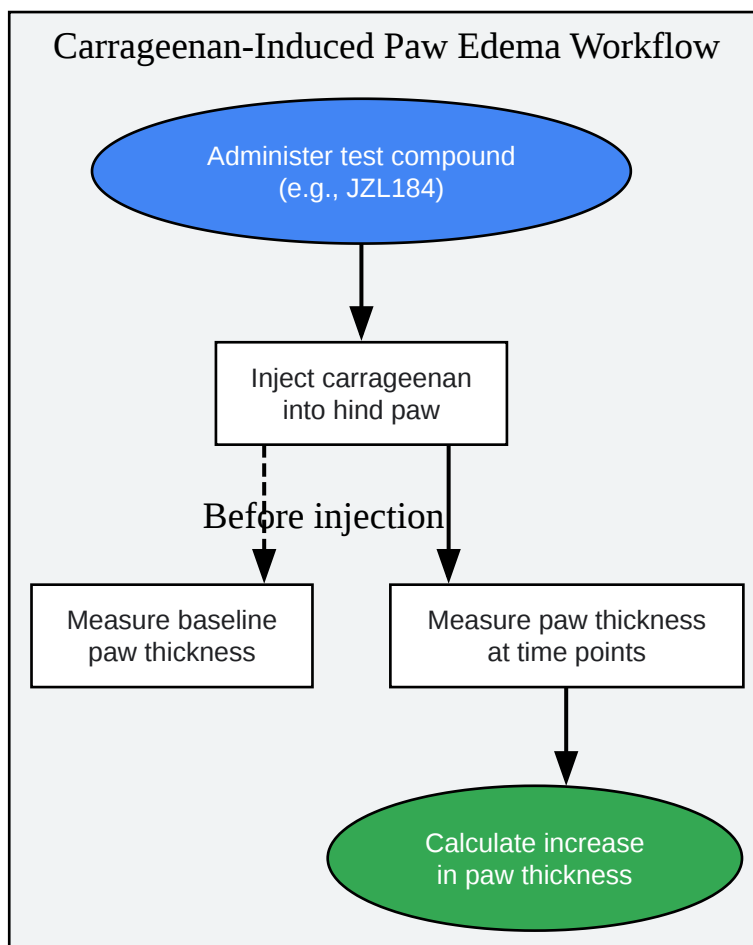 Carrageenan-Induced Paw Edema Workflow
Administer test compound
(e.g., JZL184)
Inject carrageenan
into hind paw
Before injection
Measure baseline
paw thickness
Measure paw thickness
at time points
Calculate increase
in paw thickness